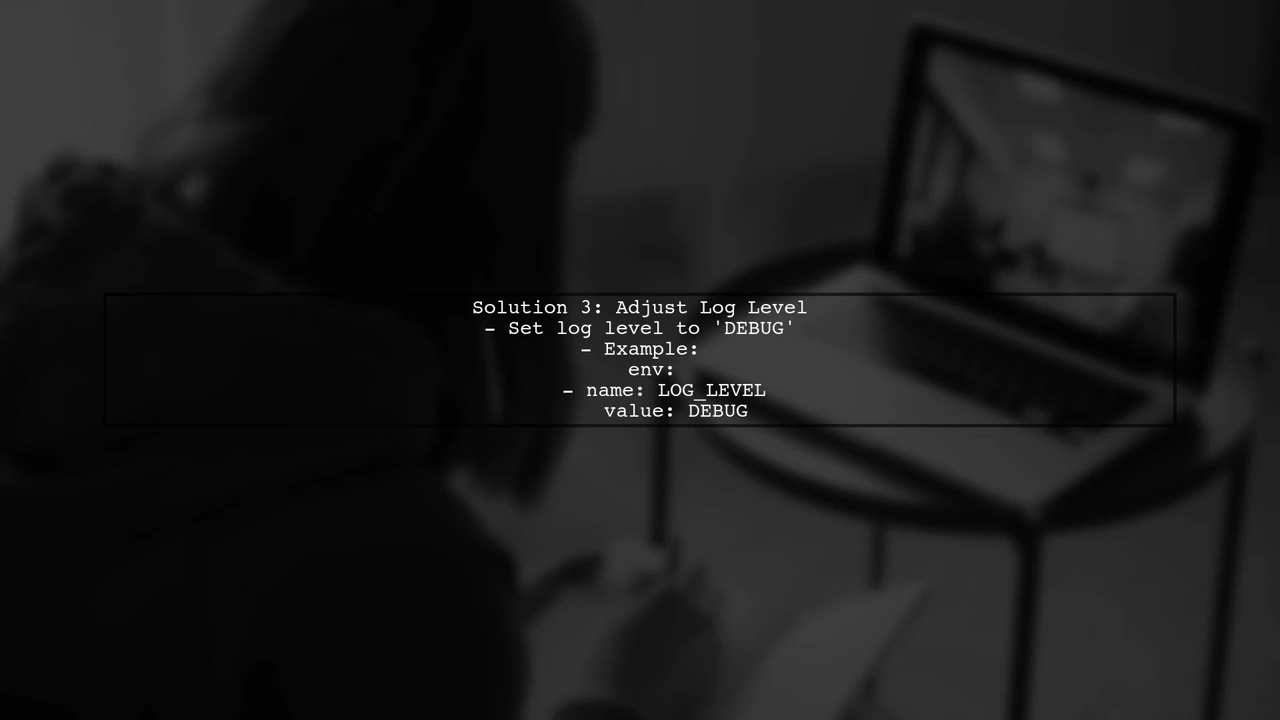 Solution 3: Adjust Log Level
- Set log level to 'DEBUG'
- Example:
env:
- name: LOG_LEVEL
value: DEBUG